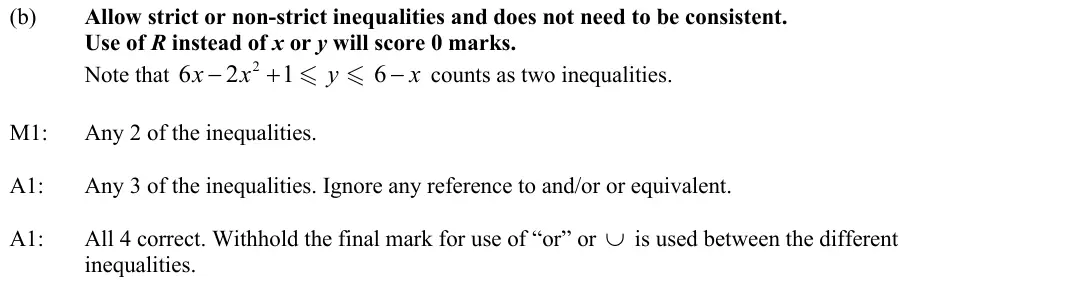 (b) Allow strict or non-strict inequalities and does not need to be consistent.
Use of R instead of x or y will score 0 marks.
Note that 6x – 2x² + 1 ⩽ y ⩽ 6 – x counts as two inequalities.
M1: Any 2 of the inequalities.
A1: Any 3 of the inequalities. Ignore any reference to and/or or equivalent.
A1: All 4 correct. Withhold the final mark for use of “or” or ∪ is used between the different
inequalities.